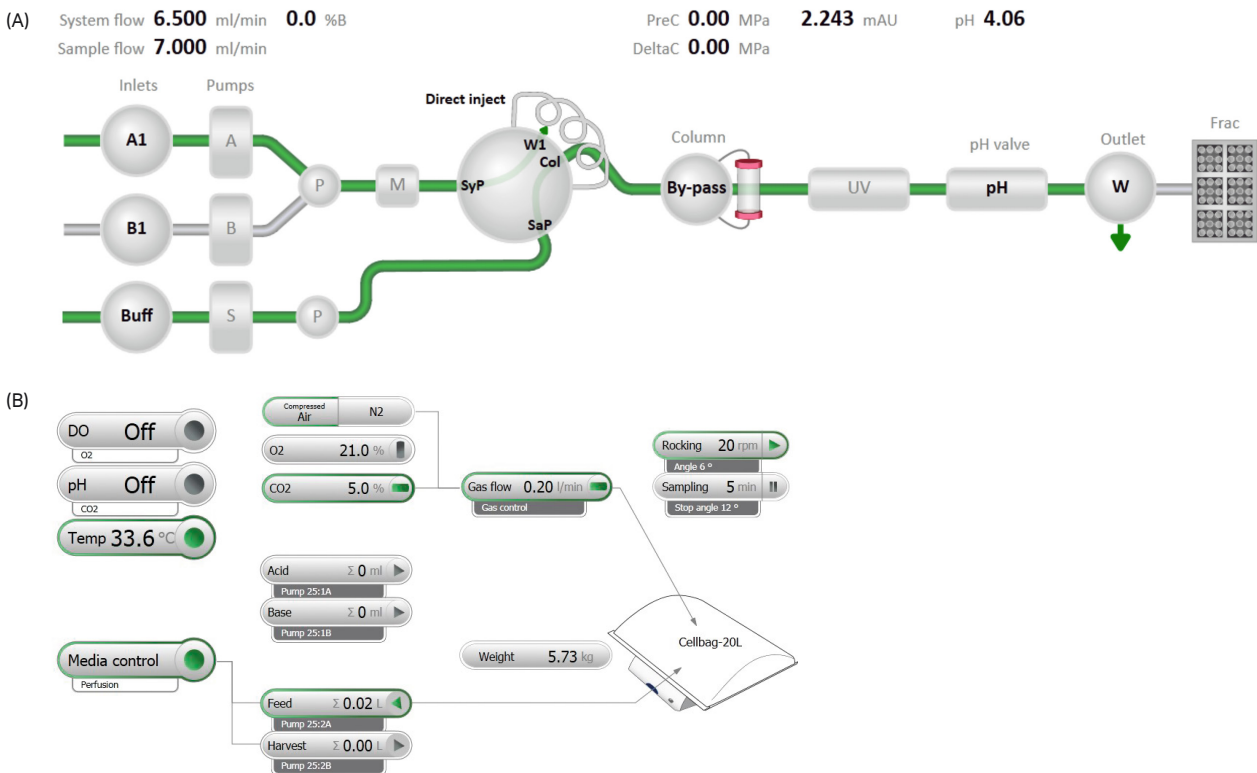 (A)
System flow 6.500 ml/min 0.0 %B
Sample flow 7.000 ml/min
PreC 0.00 MPa 2.243 mAU pH 4.06
DeltaC 0.00 MPa
Inlets Pumps
Direct inject
Column
pH valve
Outlet
Frac
A1 A
W1
Col
P M SyP
By-pass UV pH W
B1 B
SaP
Buff S P
(B)
DO Off
O2
pH Off
CO2
Temp 33.6 °C
Compressed
Air N2
O2 21.0 %
CO2 5.0 %
Gas flow 0.20 l/min
Gas control
Rocking 20 rpm
Angle 6 °
Sampling 5 min
Stop angle 12 °
Acid Σ 0 ml
Pump 25:1A
Base Σ 0 ml
Pump 25:1B
Media control
Perfusion
Weight 5.73 kg
Cellbag-20L
Feed Σ 0.02 L
Pump 25:2A
Harvest Σ 0.00 L
Pump 25:2B